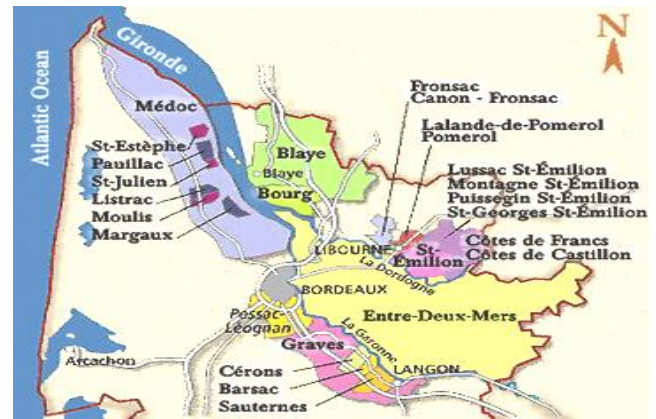 N
Gironde
Atlantic Ocean
Médoc
Fronsac
Canon - Fronsac
Lalande-de-Pomerol
Pomerol
St-Estèphe
Pauillac
St-Julien
Listrac
Moulis
Margaux
Blaye
Blaye
Bourg
Lussac St-Émilion
Montagne St-Émilion
Puissegin St-Émilion
St-Georges St-Émilion
Côtes de Francs
Côtes de Castillon
LIBOURNE
St-
Émilion
La Dordogne
BORDEAUX
Pessac-
Léognan
Entre-Deux-Mers
La Garonne
Graves
Arcachon
Cérons
Barsac
Sauternes
LANGON